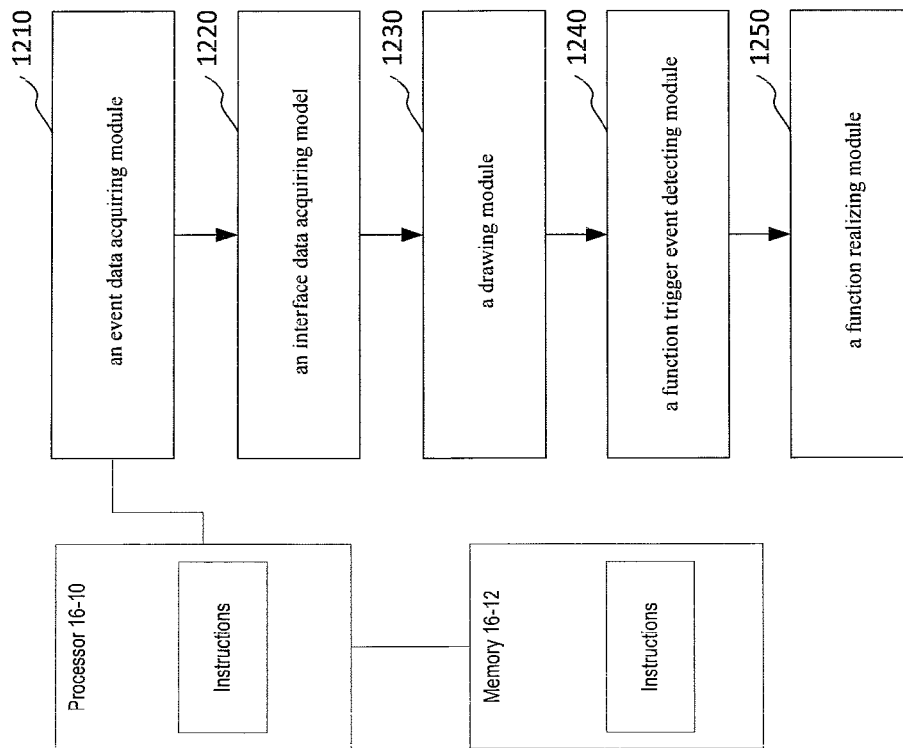 Processor 16-10
Instructions
Memory 16-12
Instructions
1210
an event data acquiring module
1220
an interface data acquiring model
1230
a drawing module
1240
a function trigger event detecting module
1250
a function realizing module